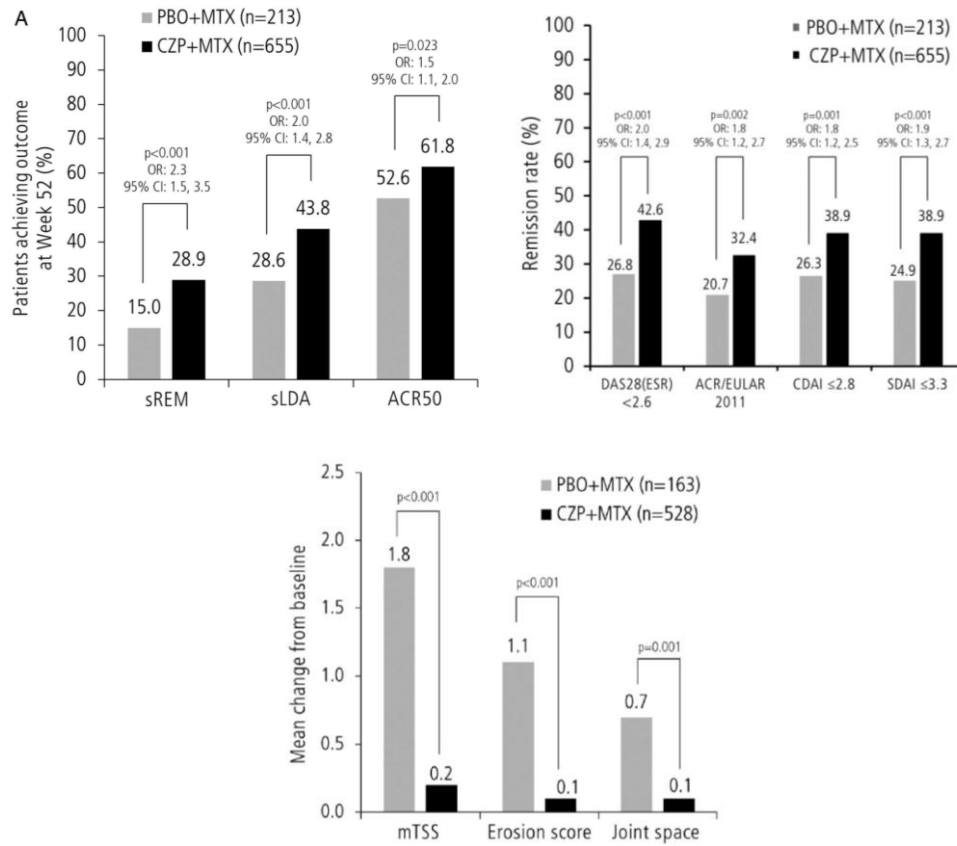 A
PBO+MTX (n=213)
CZP+MTX (n=655)
Patients achieving outcome
at Week 52 (%)
100
90
80
70
60
50
40
30
20
10
0
p<0.001
OR: 2.3
95% CI: 1.5, 3.5
15.0
28.9
p<0.001
OR: 2.0
95% CI: 1.4, 2.8
28.6
43.8
p=0.023
OR: 1.5
95% CI: 1.1, 2.0
52.6
61.8
sREM
sLDA
ACR50
PBO+MTX (n=213)
CZP+MTX (n=655)
Remission rate (%)
100
90
80
70
60
50
40
30
20
10
0
p<0.001
OR: 2.0
95% CI: 1.4, 2.9
26.8
42.6
p=0.002
OR: 1.8
95% CI: 1.2, 2.7
20.7
32.4
p=0.001
OR: 1.8
95% CI: 1.2, 2.5
26.3
38.9
p<0.001
OR: 1.9
95% CI: 1.3, 2.7
24.9
38.9
DAS28(ESR)
<2.6
ACR/EULAR
2011
CDAI ≤2.8
SDAI ≤3.3
PBO+MTX (n=163)
CZP+MTX (n=528)
Mean change from baseline
2.5
2.0
1.5
1.0
0.5
0.0
p<0.001
1.8
0.2
p<0.001
1.1
0.1
p=0.001
0.7
0.1
mTSS
Erosion score
Joint space